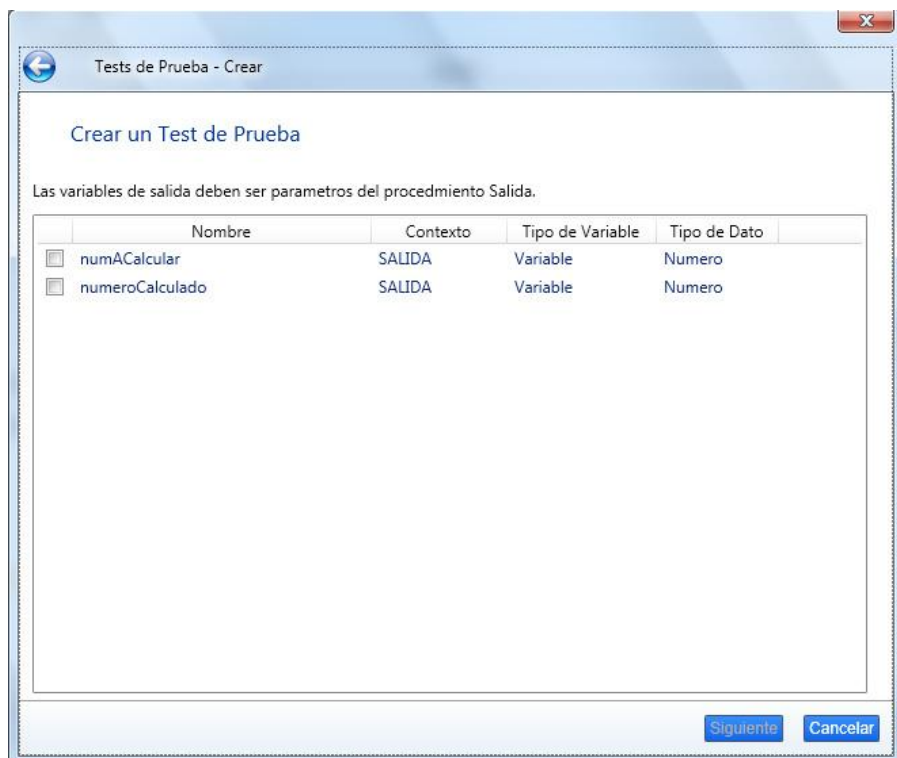 Tests de Prueba - Crear
Crear un Test de Prueba
Las variables de salida deben ser parametros del procedmiento Salida.
Nombre Contexto Tipo de Variable Tipo de Dato
numACalcular SALIDA Variable Numero
numeroCalculado SALIDA Variable Numero
Siguiente Cancelar